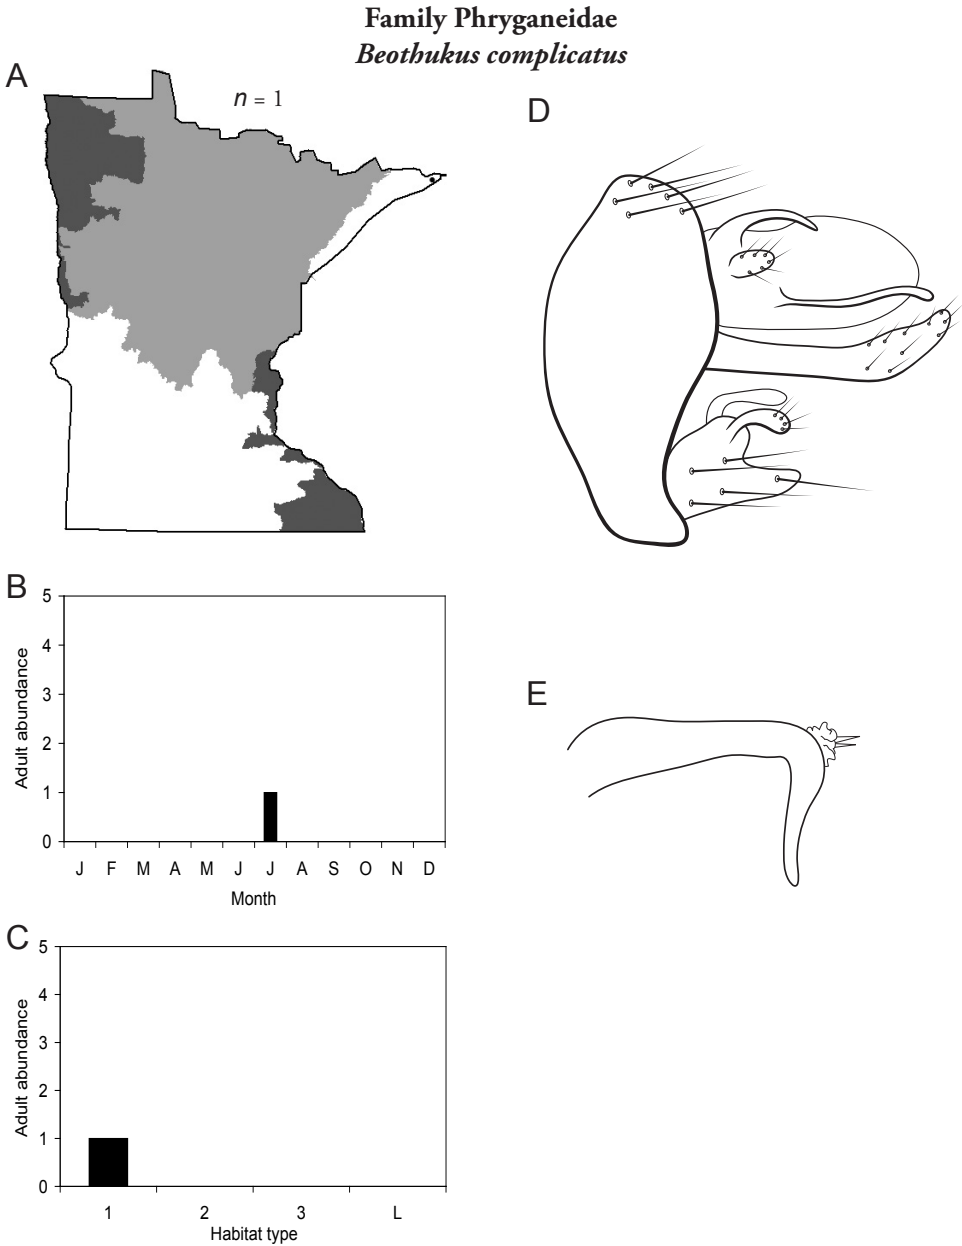 Family Phryganeidae
Beothukus complicatus
A
n = 1
D
B
5
4
3
2
1
0
Adult abundance
J F M A M J J A S O N D
Month
E
C
5
4
3
2
1
0
Adult abundance
1 2 3 L
Habitat type